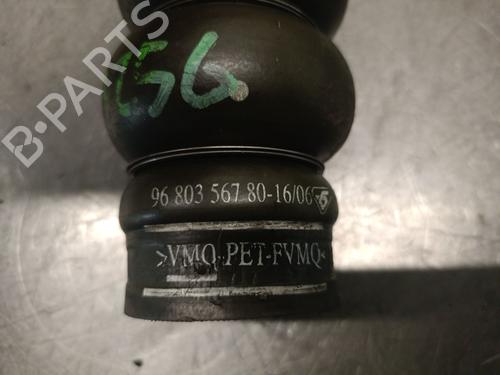 B-PARTS
G6.
96 803 567 80-16/06
>VMQ-PET-FVMQ<